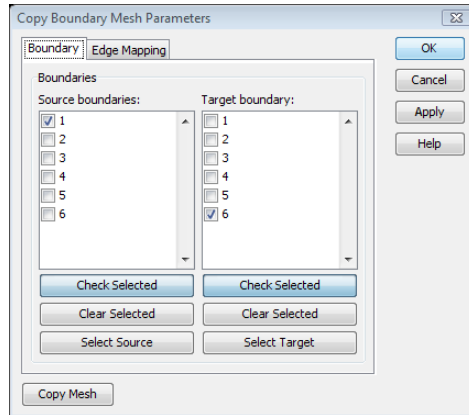 Copy Boundary Mesh Parameters
Boundary Edge Mapping
OK
Cancel
Apply
Help
Boundaries
Source boundaries: Target boundary:
1 1
2 2
3 3
4 4
5 5
6 6
Check Selected Check Selected
Clear Selected Clear Selected
Select Source Select Target
Copy Mesh